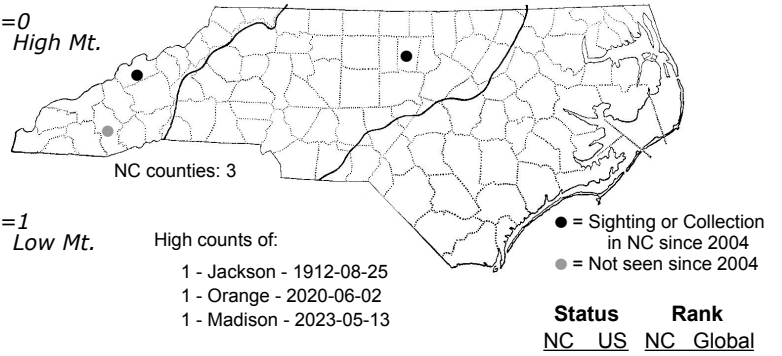 =0
High Mt.
NC counties: 3
=1
Low Mt.
High counts of:
1 - Jackson - 1912-08-25
1 - Orange - 2020-06-02
1 - Madison - 2023-05-13
= Sighting or Collection
in NC since 2004
= Not seen since 2004
Status Rank
NC US NC Global